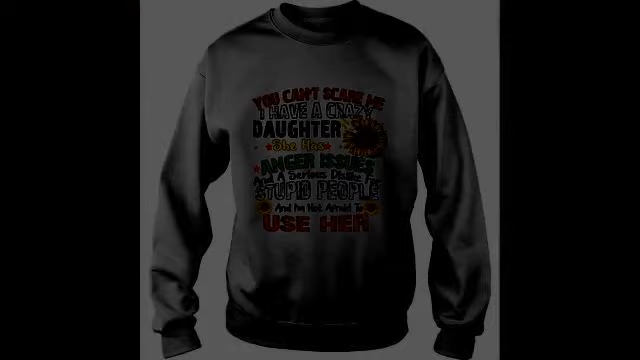 YOU CAN'T SCARE ME
I HAVE A CRAZY
DAUGHTER
She Has
ANGER ISSUES
And A Serious Dislike
STUPID PEOPLE
And I'm Not Afraid To
USE HER